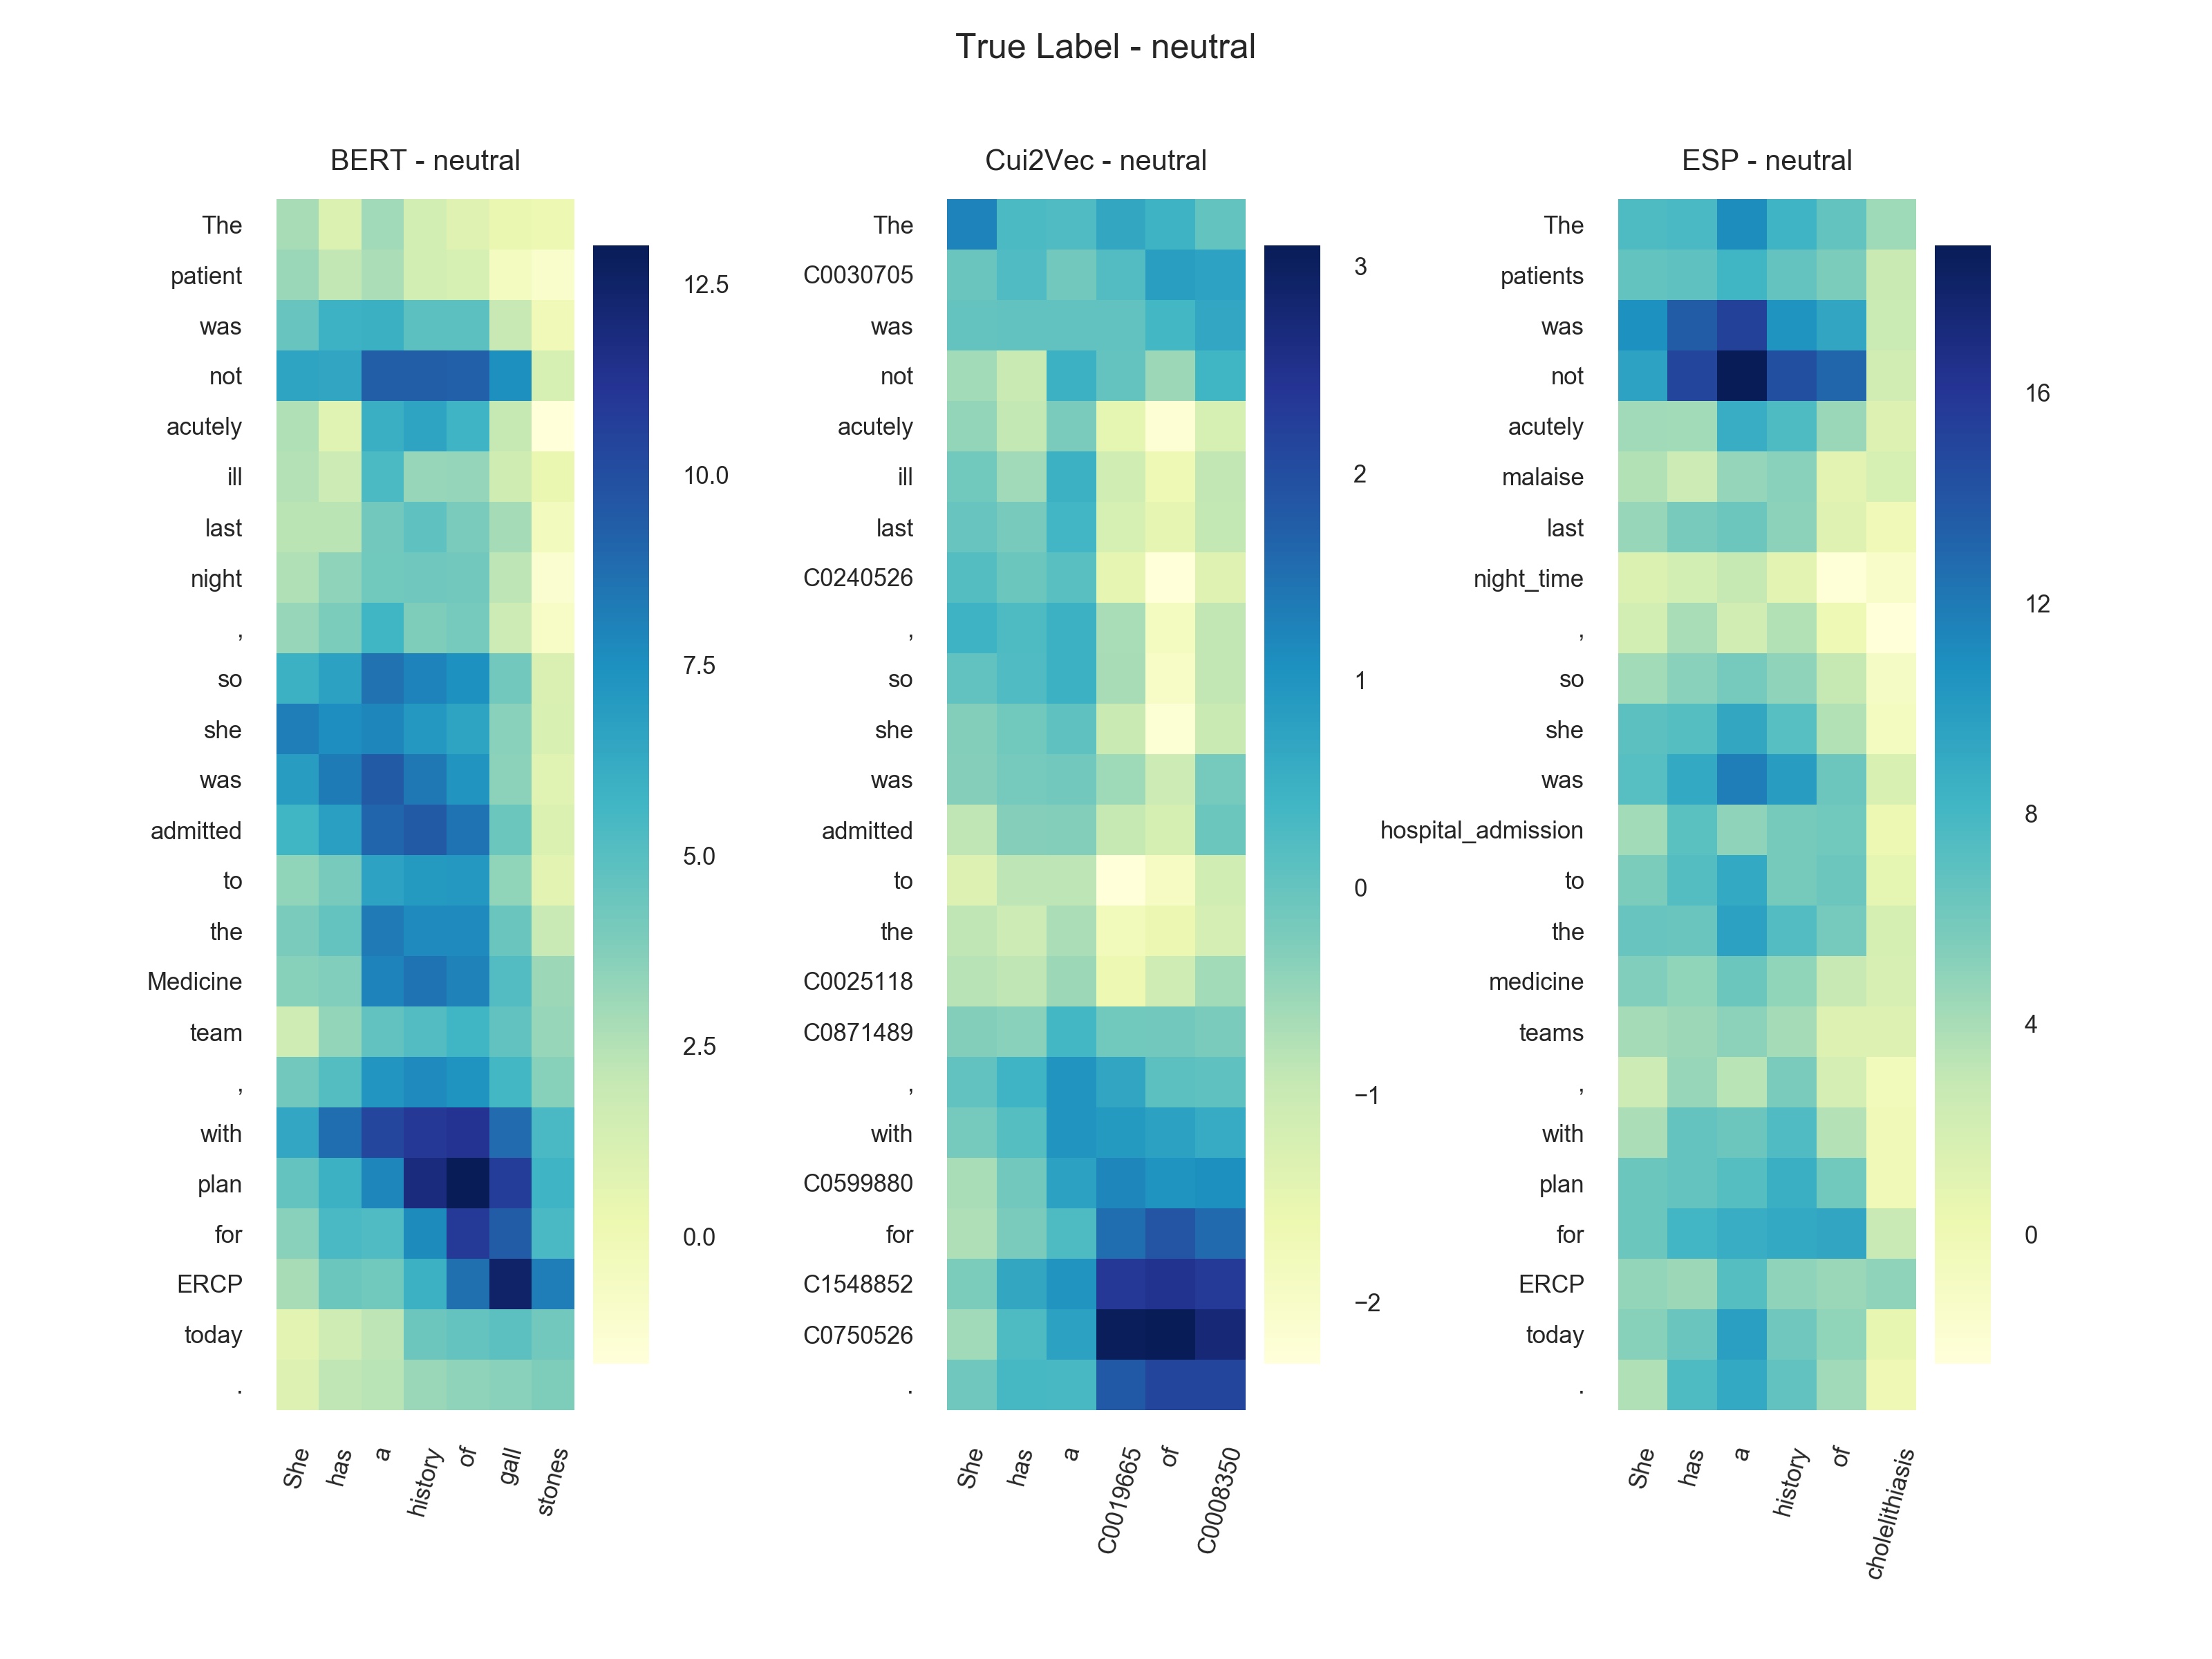 True Label - neutral
BERT - neutral
The
patient
was
not
acutely
ill
last
night
,
so
she
was
admitted
to
the
Medicine
team
,
with
plan
for
ERCP
today
.
She
has
a
history
of
gall
stones
12.5
10.0
7.5
5.0
2.5
0.0
Cui2Vec - neutral
The
C0030705
was
not
acutely
ill
last
C0240526
,
so
she
was
admitted
to
the
C0025118
C0871489
,
with
C0599880
for
C1548852
C0750526
.
She
has
a
C0019665
of
C0008350
3
2
1
0
−1
−2
ESP - neutral
The
patients
was
not
acutely
malaise
last
night_time
,
so
she
was
hospital_admission
to
the
medicine
teams
,
with
plan
for
ERCP
today
.
She
has
a
history
of
cholelithiasis
16
12
8
4
0